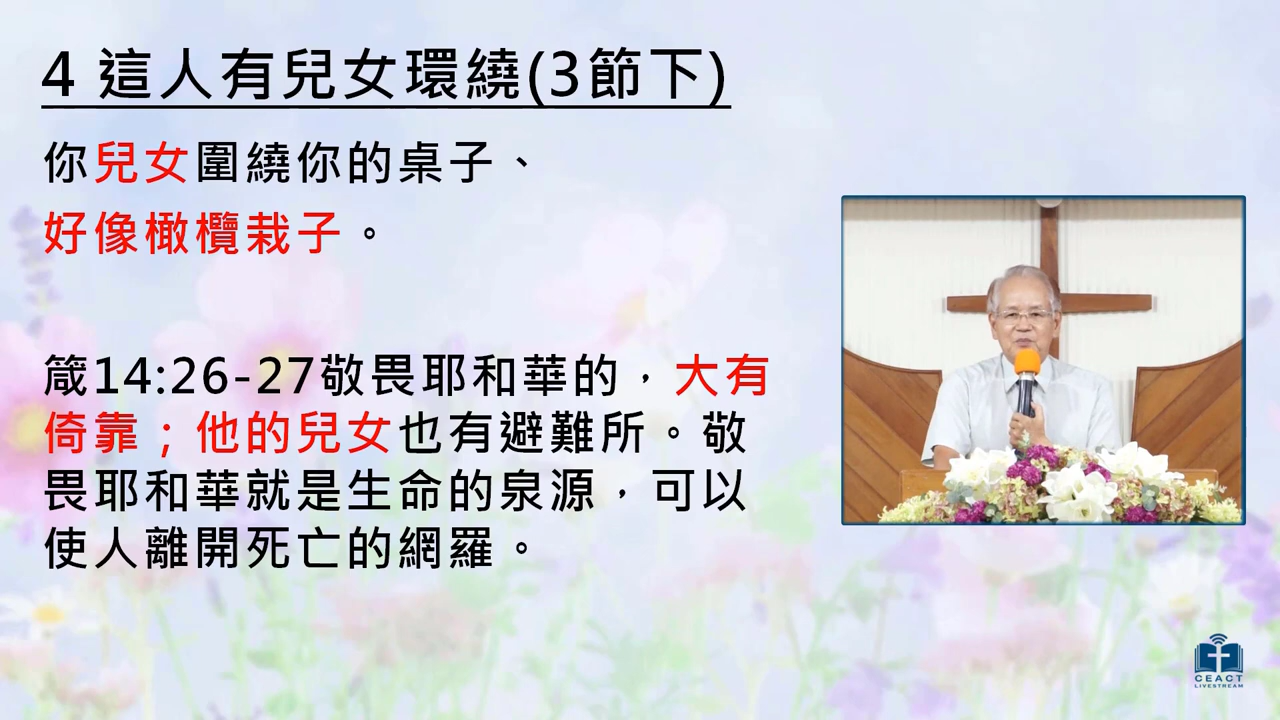 4 這人有兒女環繞(3節下)
你兒女圍繞你的桌子、
好像橄欖栽子。
箴14:26-27敬畏耶和華的，大有
倚靠；他的兒女也有避難所。敬
畏耶和華就是生命的泉源，可以
使人離開死亡的網羅。
CEACT
LIVESTREAM